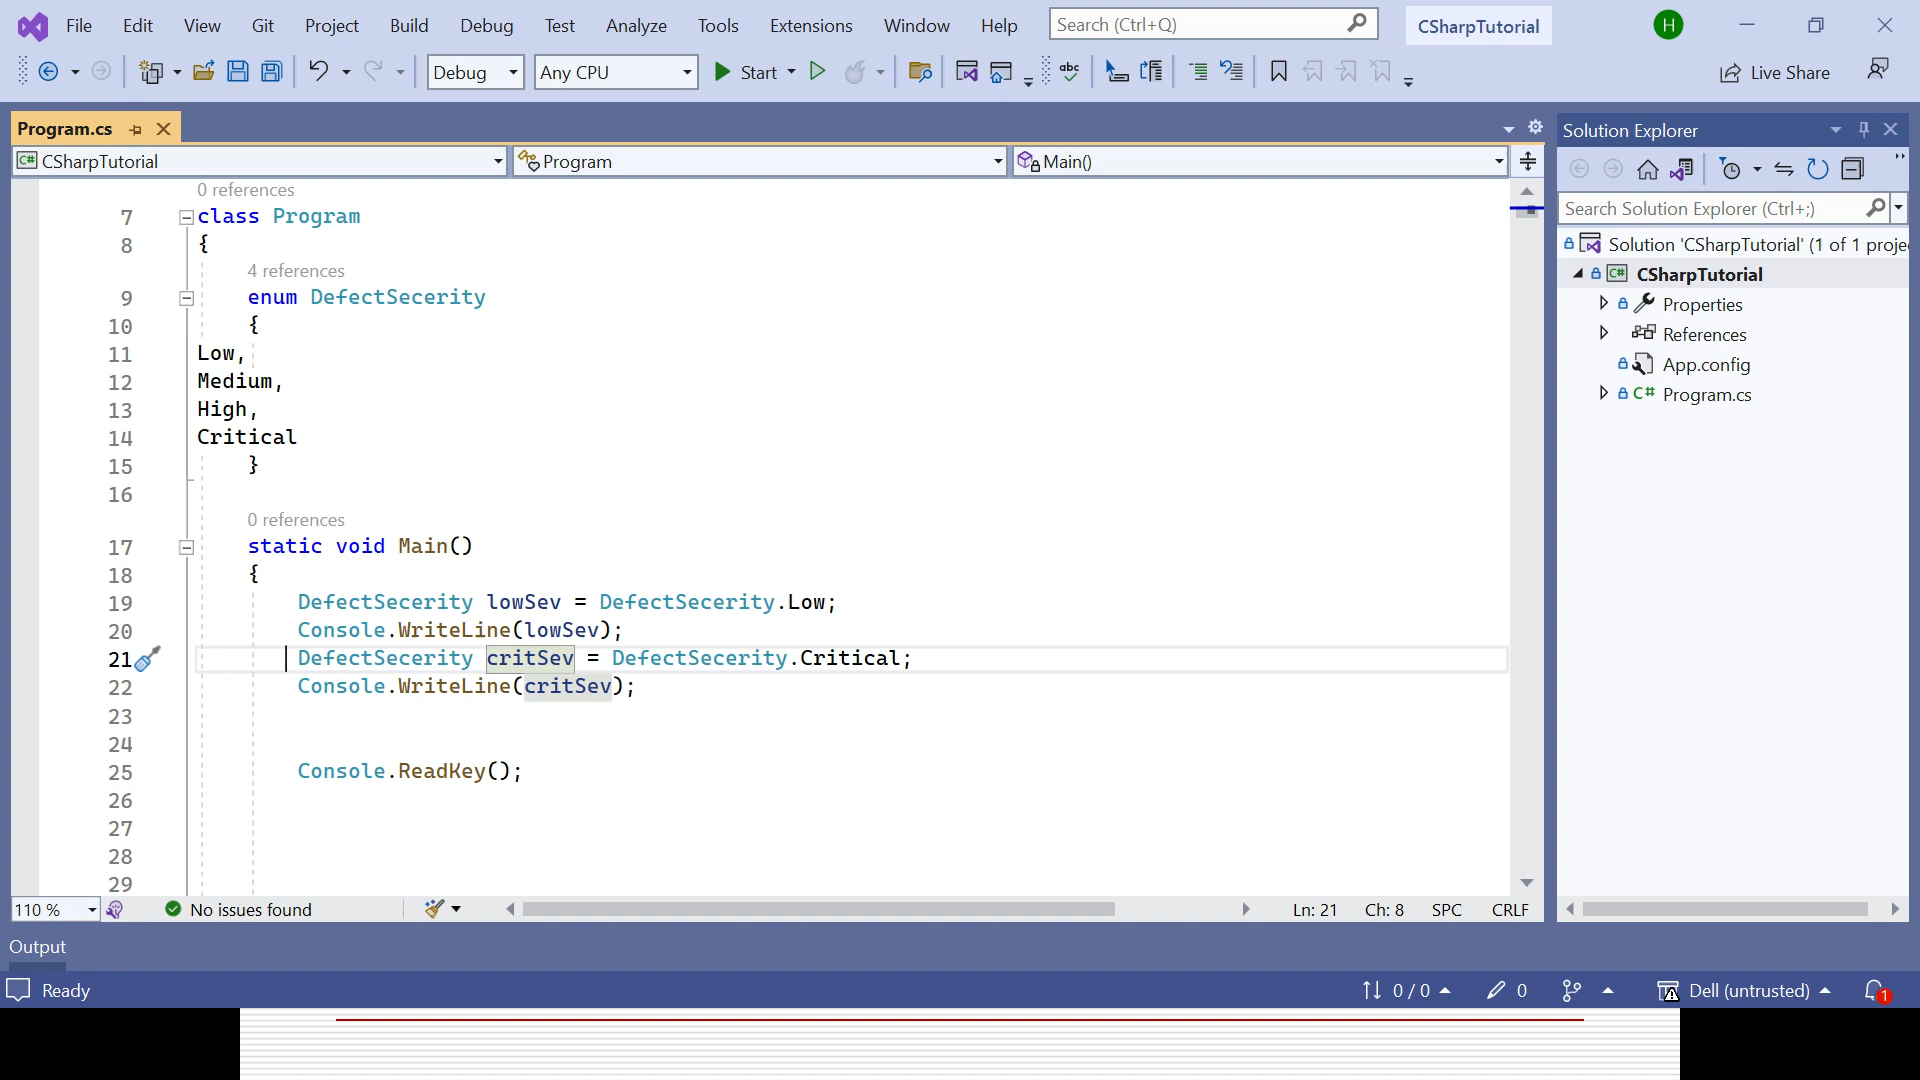 File Edit View Git Project Build Debug Test Analyze Tools Extensions Window Help Search (Ctrl+Q) CSharpTutorial H
Debug Any CPU Start Live Share
Program.cs
CSharpTutorial Program Main()
0 references
7 class Program
8 {
4 references
9 enum DefectSecerity
10 {
11 Low,
12 Medium,
13 High,
14 Critical
15 }
16
0 references
17 static void Main()
18 {
19 DefectSecerity lowSev = DefectSecerity.Low;
20 Console.WriteLine(lowSev);
21 DefectSecerity critSev = DefectSecerity.Critical;
22 Console.WriteLine(critSev);
23
24
25 Console.ReadKey();
26
27
28
29
110 % No issues found Ln: 21 Ch: 8 SPC CRLF
Solution Explorer
Search Solution Explorer (Ctrl+;)
Solution 'CSharpTutorial' (1 of 1 proje
C# CSharpTutorial
Properties
References
App.config
C# Program.cs
Output
Ready 0 / 0 0 Dell (untrusted) 1